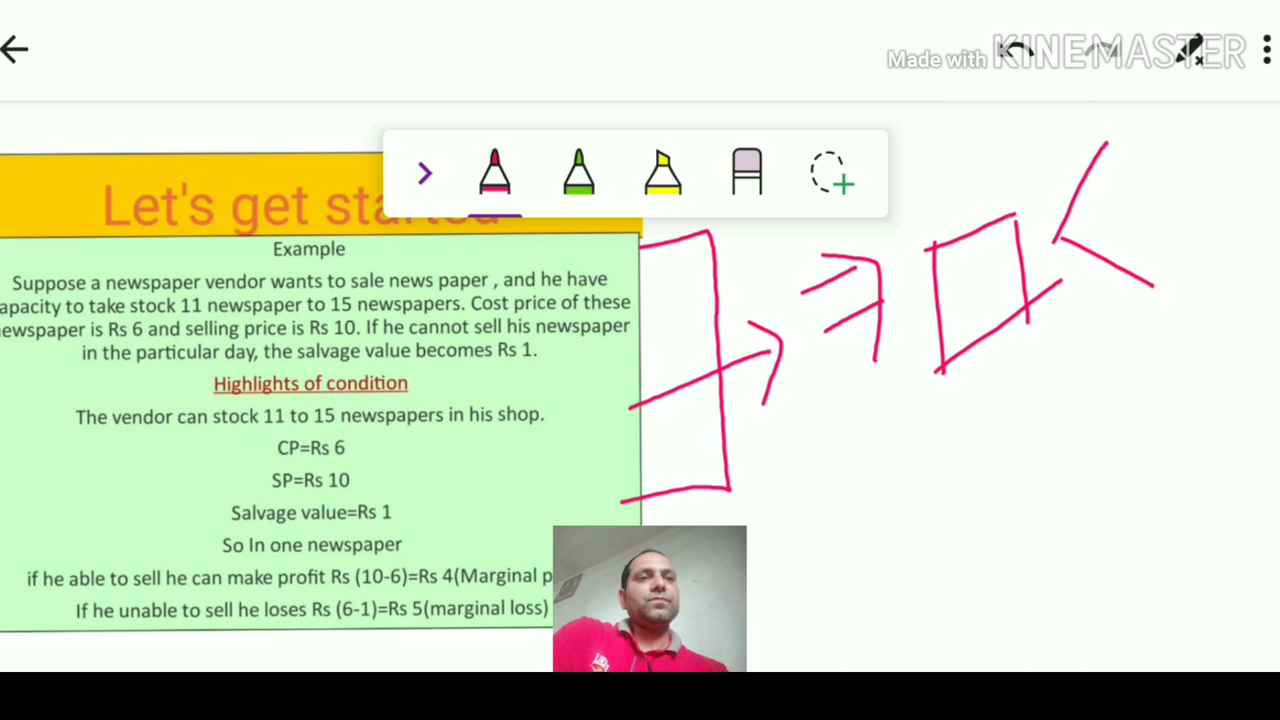 Made with KINEMASTER
Let's get started
Example
Suppose a newspaper vendor wants to sale news paper , and he have
apacity to take stock 11 newspaper to 15 newspapers. Cost price of these
ewspaper is Rs 6 and selling price is Rs 10. If he cannot sell his newspaper
in the particular day, the salvage value becomes Rs 1.
Highlights of condition
The vendor can stock 11 to 15 newspapers in his shop.
CP=Rs 6
SP=Rs 10
Salvage value=Rs 1
So In one newspaper
if he able to sell he can make profit Rs (10-6)=Rs 4(Marginal p
If he unable to sell he loses Rs (6-1)=Rs 5(marginal loss)